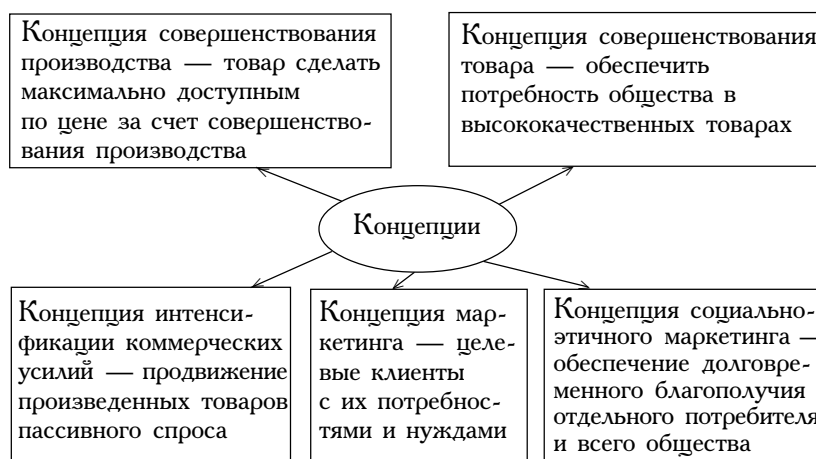 Концепция совершенствования
производства — товар сделать
максимально доступным
по цене за счет совершенство-
вания производства
Концепция совершенствования
товара — обеспечить
потребность общества в
высококачественных товарах
Концепции
Концепция интенси-
фикации коммерческих
усилий — продвижение
произведенных товаров
пассивного спроса
Концепция мар-
кетинга — целе-
вые клиенты
с их потребнос-
тями и нуждами
Концепция социально-
этичного маркетинга —
обеспечение долговре-
менного благополучия
отдельного потребителя
и всего общества